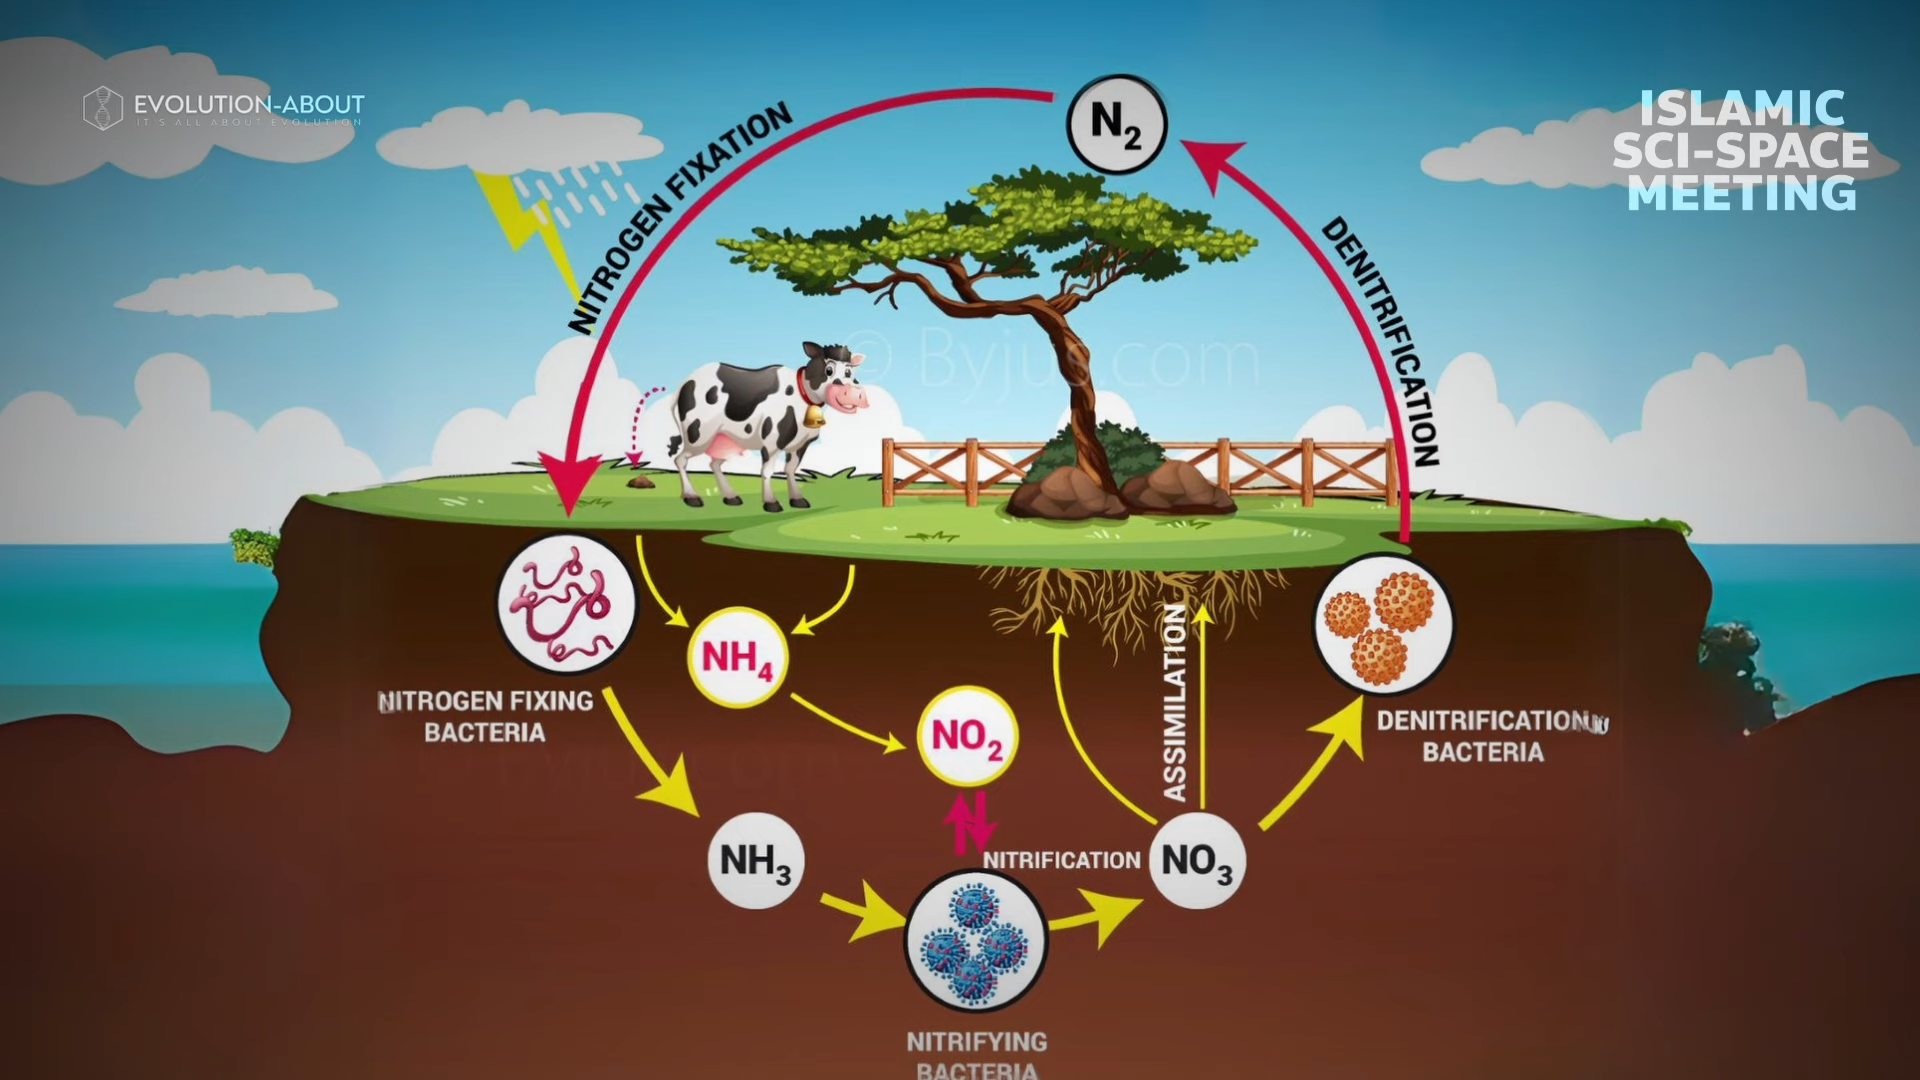 EVOLUTION-ABOUT
IT'S ALL ABOUT EVOLUTION
ISLAMIC
SCI-SPACE
MEETING
N2
NITROGEN FIXATION
DENITRIFICATION
© Byjus.com
NH4
NITROGEN FIXING
BACTERIA
NO2
ASSIMILATION
DENITRIFICATION
BACTERIA
NH3
NITRIFICATION
NO3
NITRIFYING
BACTERIA